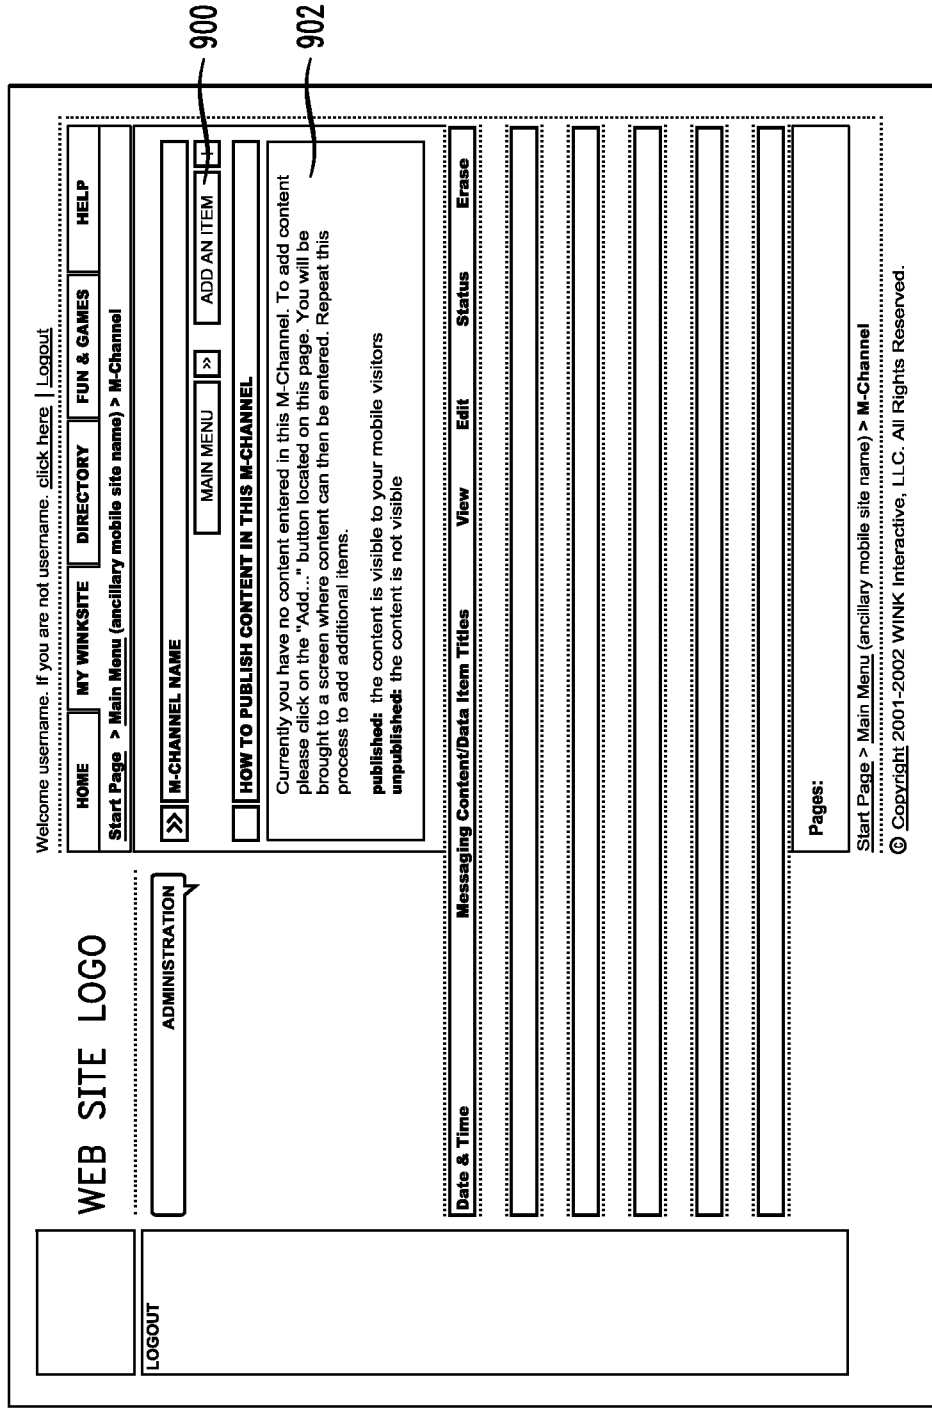 Welcome username. If you are not username. click here | Logout
WEB SITE LOGO
HOME MY WINKSITE DIRECTORY FUN & GAMES HELP
Start Page > Main Menu (ancillary mobile site name) > M-Channel
LOGOUT
ADMINISTRATION
» M-CHANNEL NAME
MAIN MENU » ADD AN ITEM +
900
HOW TO PUBLISH CONTENT IN THIS M-CHANNEL
Currently you have no content entered in this M-Channel. To add content
please click on the "Add..." button located on this page. You will be
brought to a screen where content can then be entered. Repeat this
process to add additional items.
902
published: the content is visible to your mobile visitors
unpublished: the content is not visible
Date & Time Messaging Content/Data Item Titles View Edit Status Erase
Pages:
Start Page > Main Menu (ancillary mobile site name) > M-Channel
© Copyright 2001-2002 WINK Interactive, LLC. All Rights Reserved.